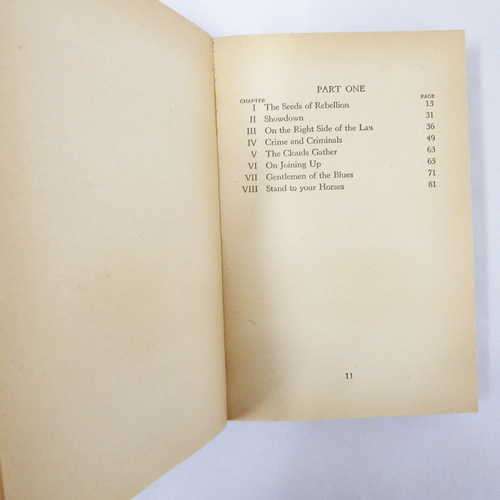 PART ONE
CHAPTER PAGE
I The Seeds of Rebellion 13
II Showdown 31
III On the Right Side of the Law 36
IV Crime and Criminals 49
V The Clouds Gather 63
VI On Joining Up 65
VII Gentlemen of the Blues 71
VIII Stand to your Horses 81
11